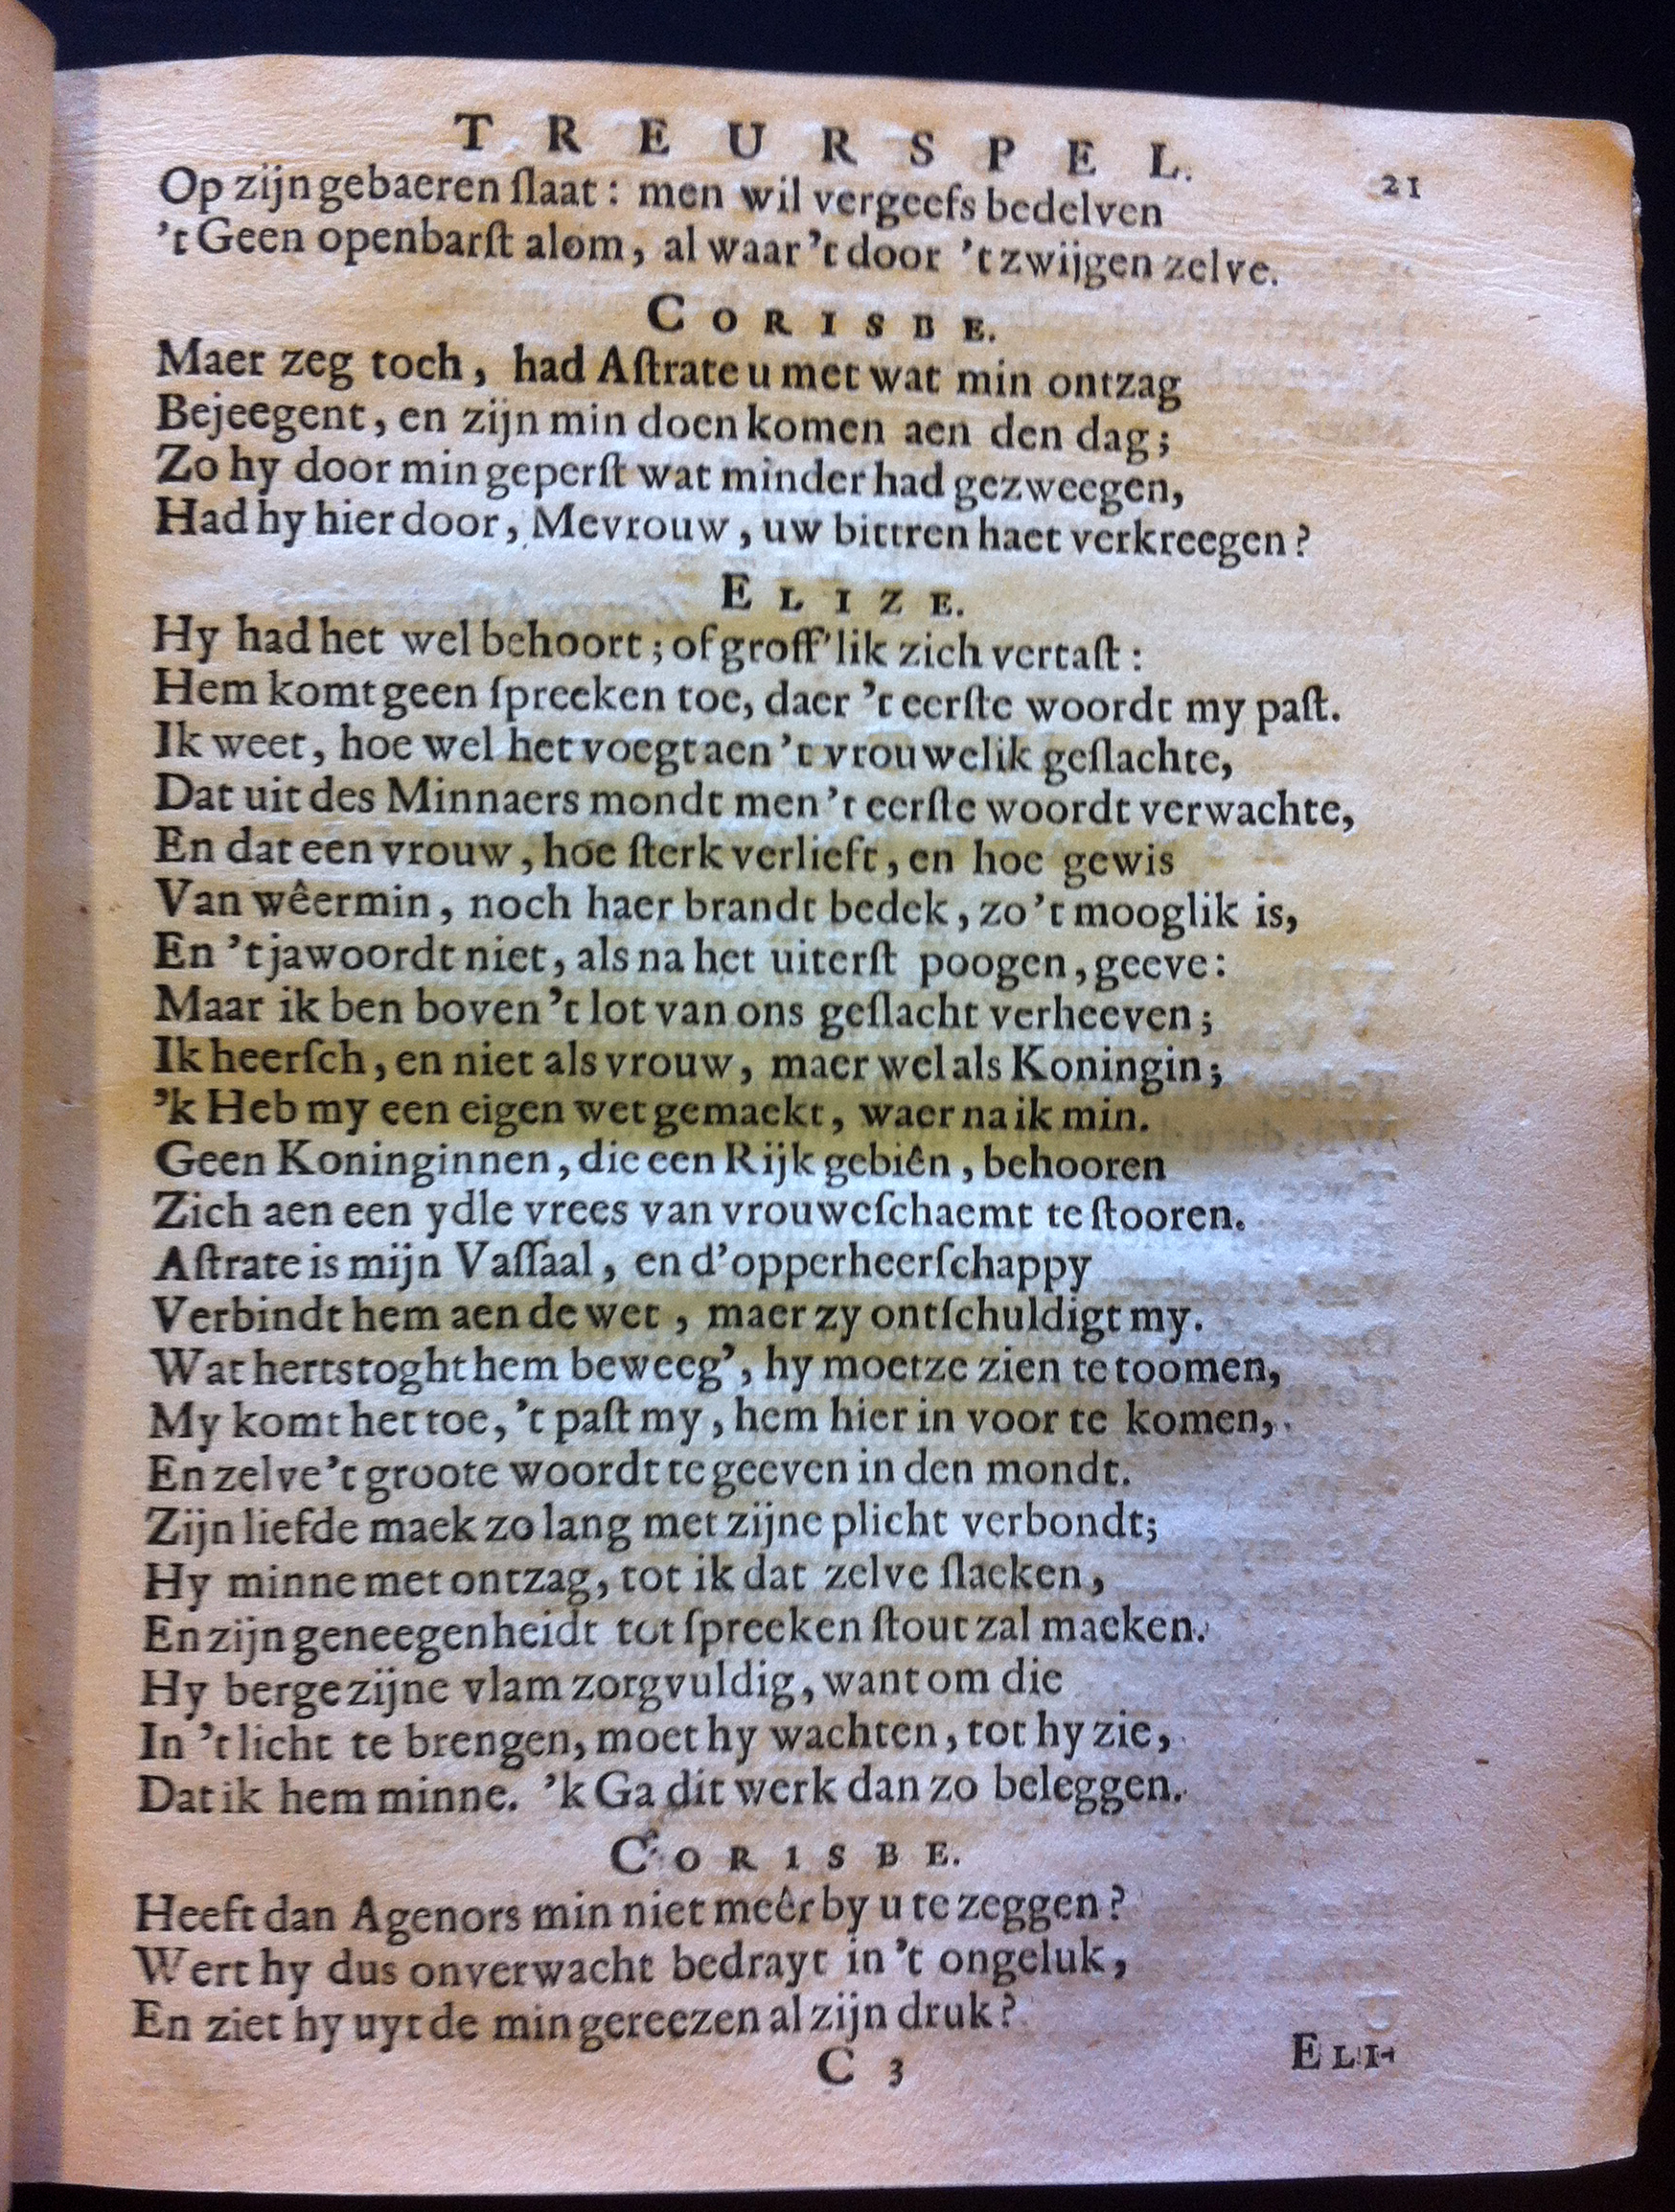 TREURSPEL. 21
Op zijn gebaeren ſlaat: men wil vergeefs bedelven
't Geen openbarſt alom, al waar 't door 't zwijgen zelve.
CORISBE.
Maer zeg toch, had Aſtrate u met wat min ontzag
Bejeegent, en zijn min doen komen aen den dag;
Zo hy door min geperſt wat minder had gezweegen,
Had hy hier door, Mevrouw, uw bittren haet verkreegen?
ELIZE.
Hy had het wel behoort; of groff'lik zich vertaſt:
Hem komt geen ſpreeken toe, daer 't eerſte woordt my paſt.
Ik weet, hoe wel het voegt aen 't vrouwelik geſlachte,
Dat uit des Minnaers mondt men 't eerſte woordt verwachte,
En dat een vrouw, hoe ſterk verlieft, en hoe gewis
Van wêermin, noch haer brandt bedek, zo 't mooglik is,
En 't jawoordt niet, als na het uiterſt poogen, geeve:
Maar ik ben boven 't lot van ons geſlacht verheeven;
Ik heerſch, en niet als vrouw, maer wel als Koningin;
'k Heb my een eigen wet gemaekt, waer na ik min.
Geen Koninginnen, die een Rijk gebiên, behooren
Zich aen een ydle vrees van vrouweſchaemt te ſtooren.
Aſtrate is mijn Vaſſaal, en d'opperheerſchappy
Verbindt hem aen de wet, maer zy ontſchuldigt my.
Wat hertstoght hem beweeg', hy moetze zien te toomen,
My komt het toe, 't paſt my, hem hier in voor te komen,
En zelve 't groote woordt te geeven in den mondt.
Zijn liefde maek zo lang met zijne plicht verbondt;
Hy minne met ontzag, tot ik dat zelve ſlaeken,
En zijn geneegenheidt tot ſpreeken ſtout zal maeken.
Hy berge zijne vlam zorgvuldig, want om die
In 't licht te brengen, moet hy wachten, tot hy zie,
Dat ik hem minne. 'k Ga dit werk dan zo beleggen.
CORISBE.
Heeft dan Agenors min niet meêr by u te zeggen?
Wert hy dus onverwacht bedrayt in 't ongeluk,
En ziet hy uyt de min gereezen al zijn druk?
C 3 ELI-